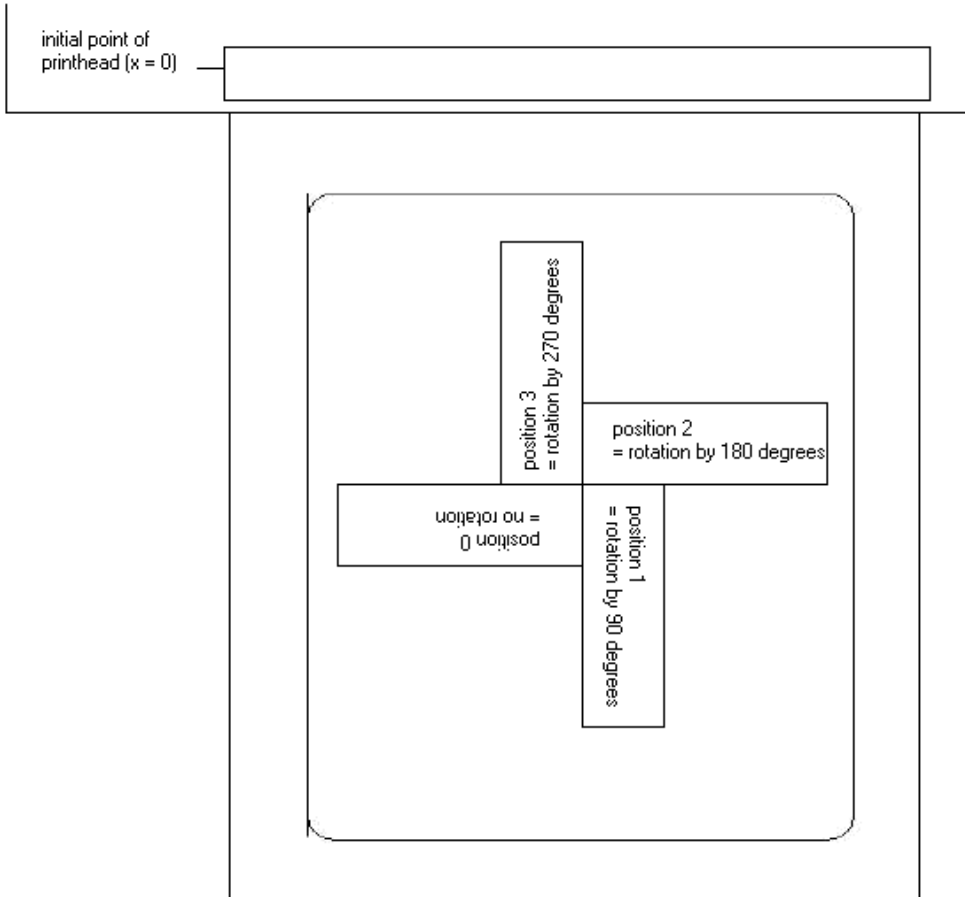 initial point of
printhead (x = 0)
position 3
= rotation by 270 degrees
position 2
= rotation by 180 degrees
position 0
= no rotation
position 1
= rotation by 90 degrees